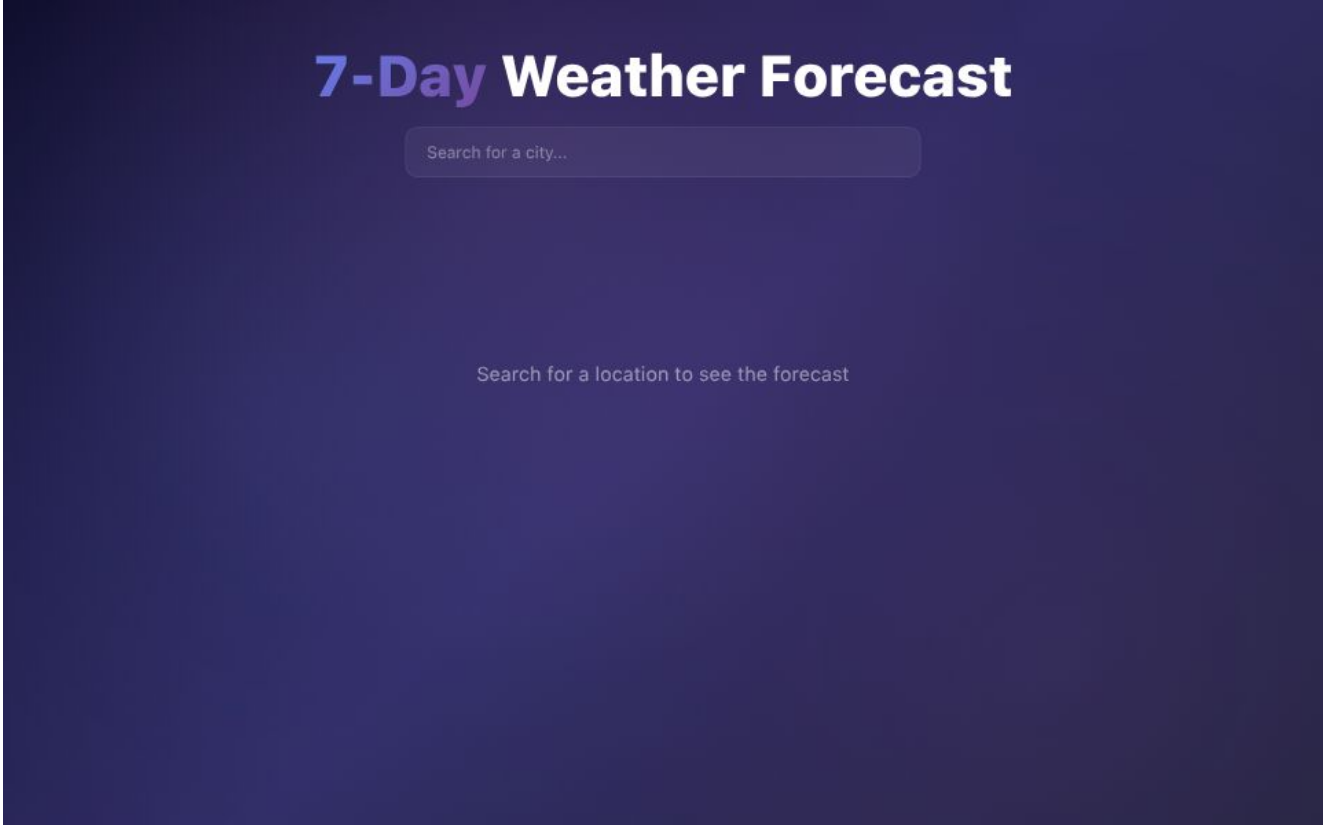 7-Day Weather Forecast
Search for a city...
Search for a location to see the forecast